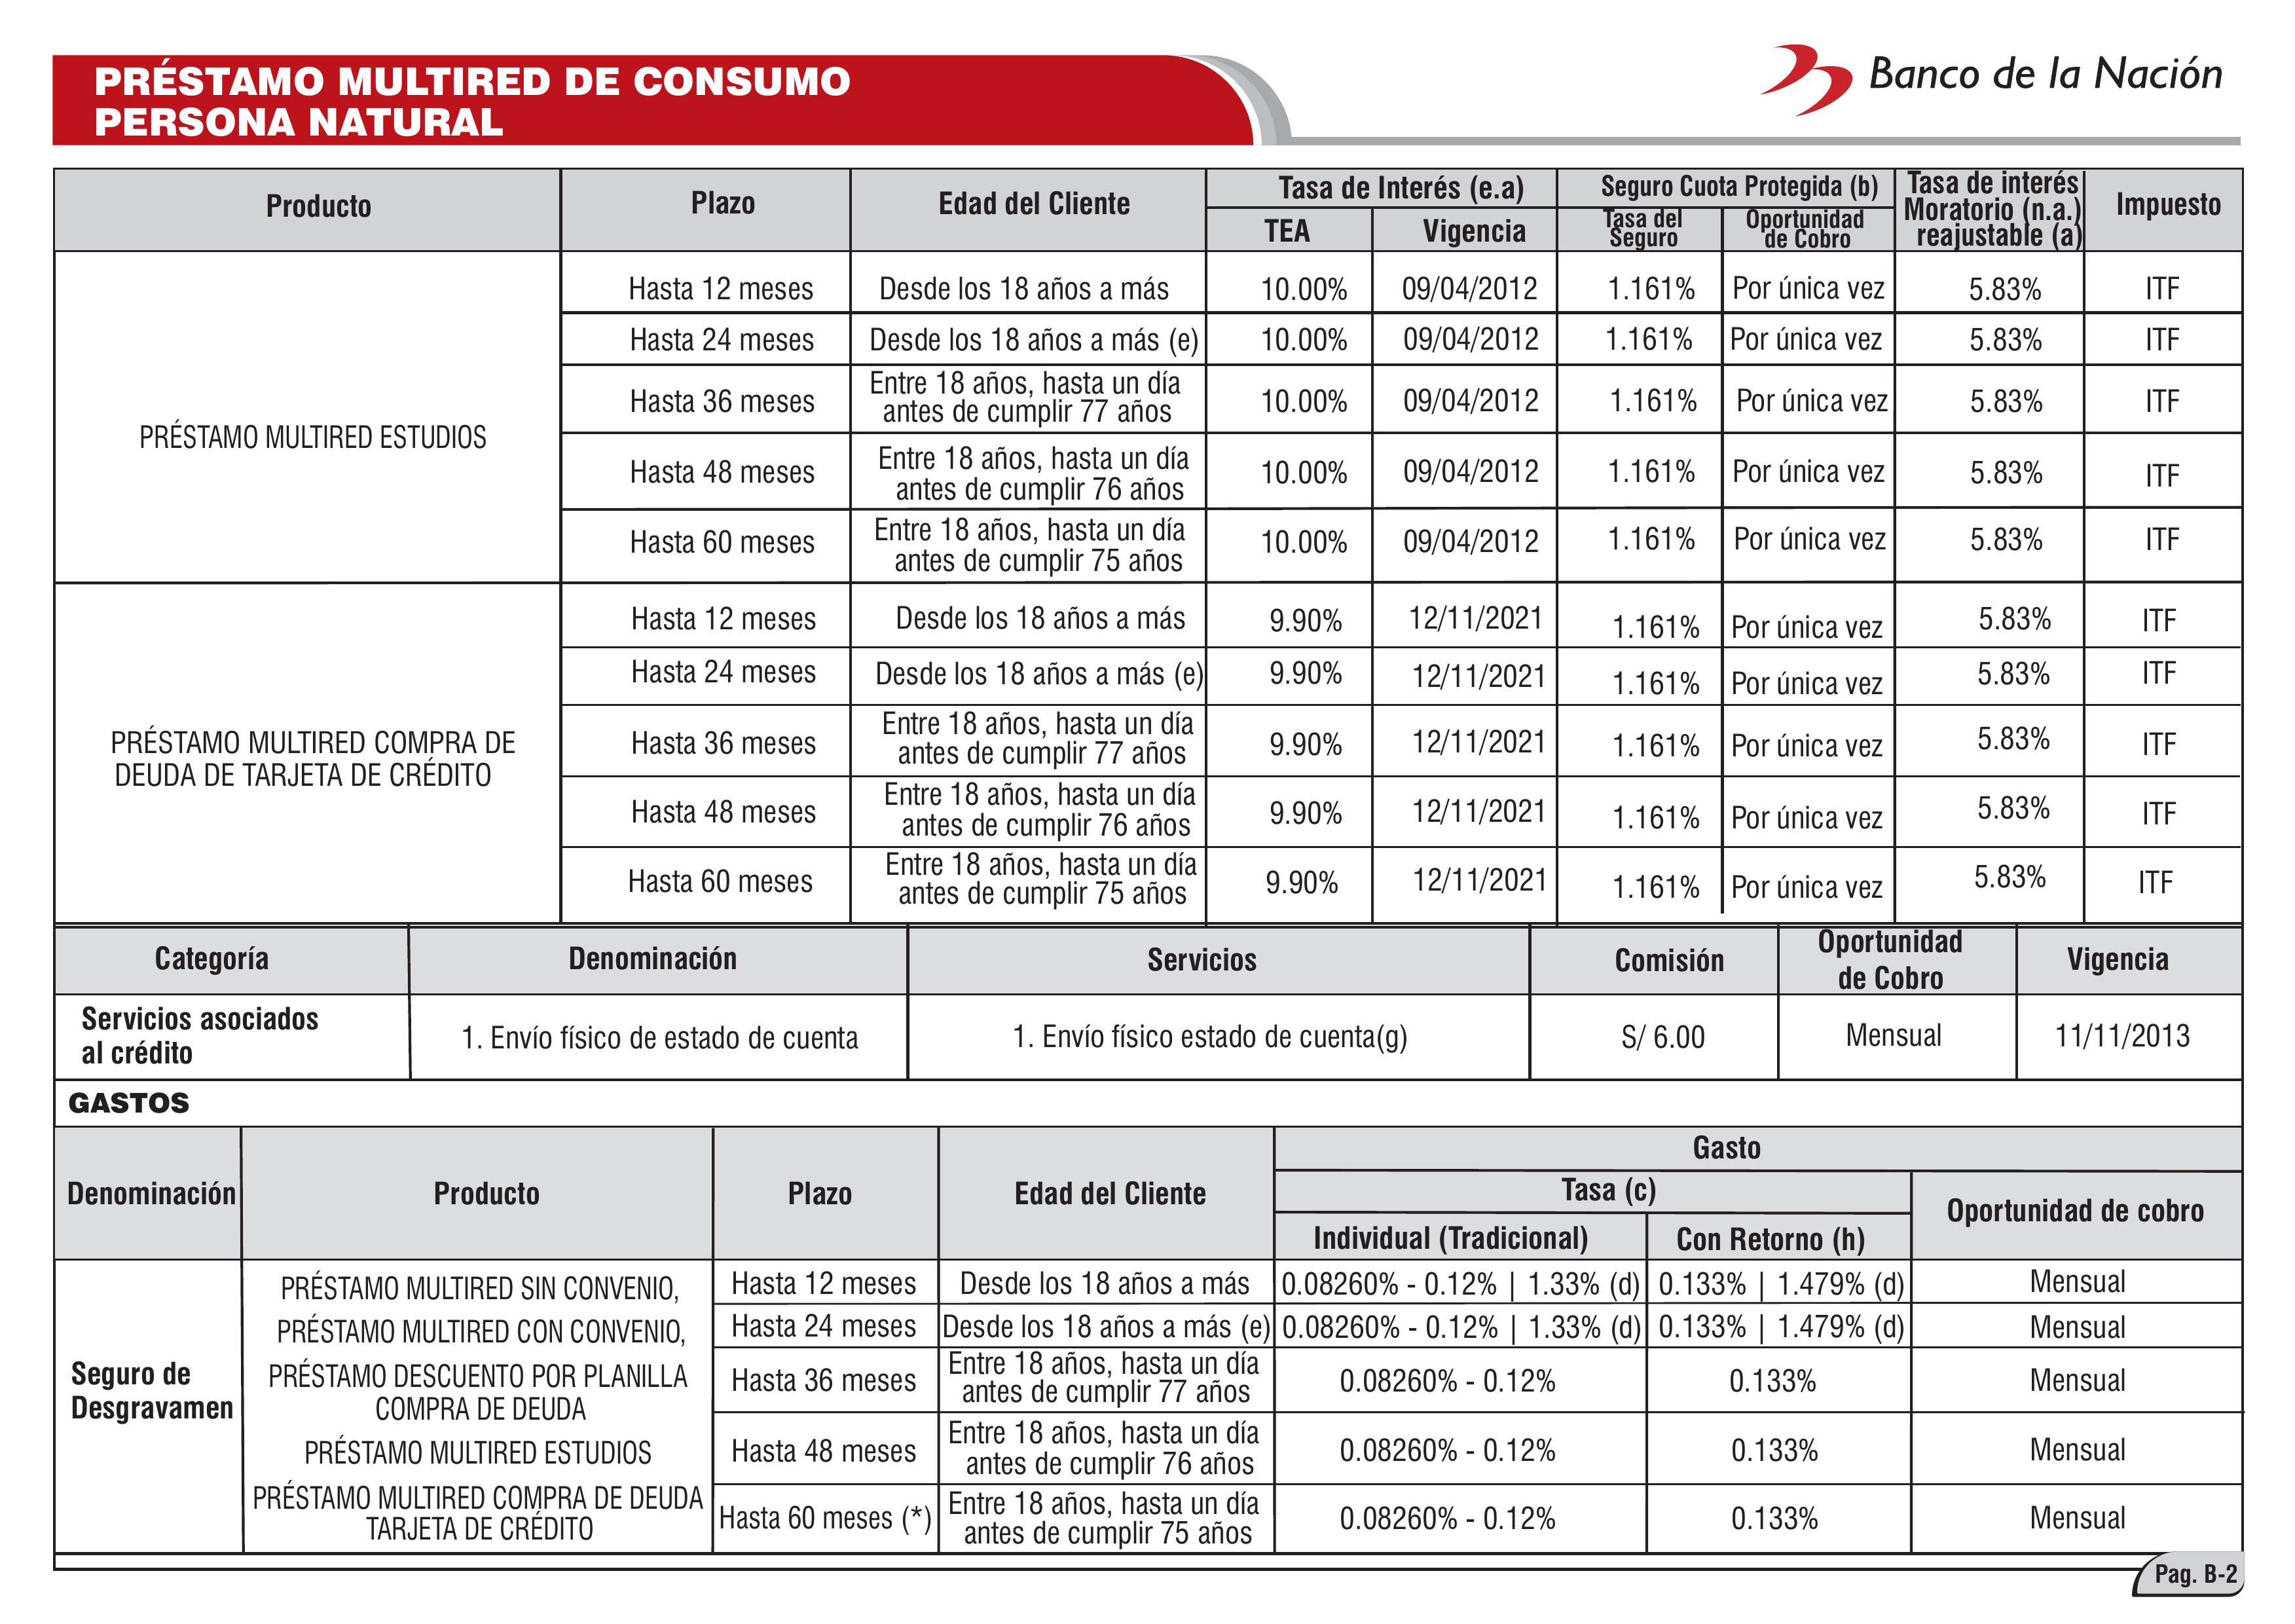 PRÉSTAMO MULTIRED DE CONSUMO
PERSONA NATURAL
Banco de la Nación
Producto Plazo Edad del Cliente Tasa de Interés (e.a) Seguro Cuota Protegida (b) Tasa de interés Moratorio (n.a.) reajustable (a) Impuesto
TEA Vigencia Tasa del Seguro Oportunidad de Cobro
PRÉSTAMO MULTIRED ESTUDIOS
Hasta 12 meses Desde los 18 años a más 10.00% 09/04/2012 1.161% Por única vez 5.83% ITF
Hasta 24 meses Desde los 18 años a más (e) 10.00% 09/04/2012 1.161% Por única vez 5.83% ITF
Hasta 36 meses Entre 18 años, hasta un día antes de cumplir 77 años 10.00% 09/04/2012 1.161% Por única vez 5.83% ITF
Hasta 48 meses Entre 18 años, hasta un día antes de cumplir 76 años 10.00% 09/04/2012 1.161% Por única vez 5.83% ITF
Hasta 60 meses Entre 18 años, hasta un día antes de cumplir 75 años 10.00% 09/04/2012 1.161% Por única vez 5.83% ITF
PRÉSTAMO MULTIRED COMPRA DE
DEUDA DE TARJETA DE CRÉDITO
Hasta 12 meses Desde los 18 años a más 9.90% 12/11/2021 1.161% Por única vez 5.83% ITF
Hasta 24 meses Desde los 18 años a más (e) 9.90% 12/11/2021 1.161% Por única vez 5.83% ITF
Hasta 36 meses Entre 18 años, hasta un día antes de cumplir 77 años 9.90% 12/11/2021 1.161% Por única vez 5.83% ITF
Hasta 48 meses Entre 18 años, hasta un día antes de cumplir 76 años 9.90% 12/11/2021 1.161% Por única vez 5.83% ITF
Hasta 60 meses Entre 18 años, hasta un día antes de cumplir 75 años 9.90% 12/11/2021 1.161% Por única vez 5.83% ITF
Categoría Denominación Servicios Comisión Oportunidad de Cobro Vigencia
Servicios asociados al crédito 1. Envío físico de estado de cuenta 1. Envío físico estado de cuenta(g) S/ 6.00 Mensual 11/11/2013
GASTOS
Denominación Producto Plazo Edad del Cliente Gasto
Tasa (c) Oportunidad de cobro
Individual (Tradicional) Con Retorno (h)
Seguro de
Desgravamen
PRÉSTAMO MULTIRED SIN CONVENIO,
PRÉSTAMO MULTIRED CON CONVENIO,
PRÉSTAMO DESCUENTO POR PLANILLA
COMPRA DE DEUDA
PRÉSTAMO MULTIRED ESTUDIOS
PRÉSTAMO MULTIRED COMPRA DE DEUDA
TARJETA DE CRÉDITO
Hasta 12 meses Desde los 18 años a más 0.08260% - 0.12% | 1.33% (d) 0.133% | 1.479% (d) Mensual
Hasta 24 meses Desde los 18 años a más (e) 0.08260% - 0.12% | 1.33% (d) 0.133% | 1.479% (d) Mensual
Hasta 36 meses Entre 18 años, hasta un día antes de cumplir 77 años 0.08260% - 0.12% 0.133% Mensual
Hasta 48 meses Entre 18 años, hasta un día antes de cumplir 76 años 0.08260% - 0.12% 0.133% Mensual
Hasta 60 meses (*) Entre 18 años, hasta un día antes de cumplir 75 años 0.08260% - 0.12% 0.133% Mensual
Pag. B-2